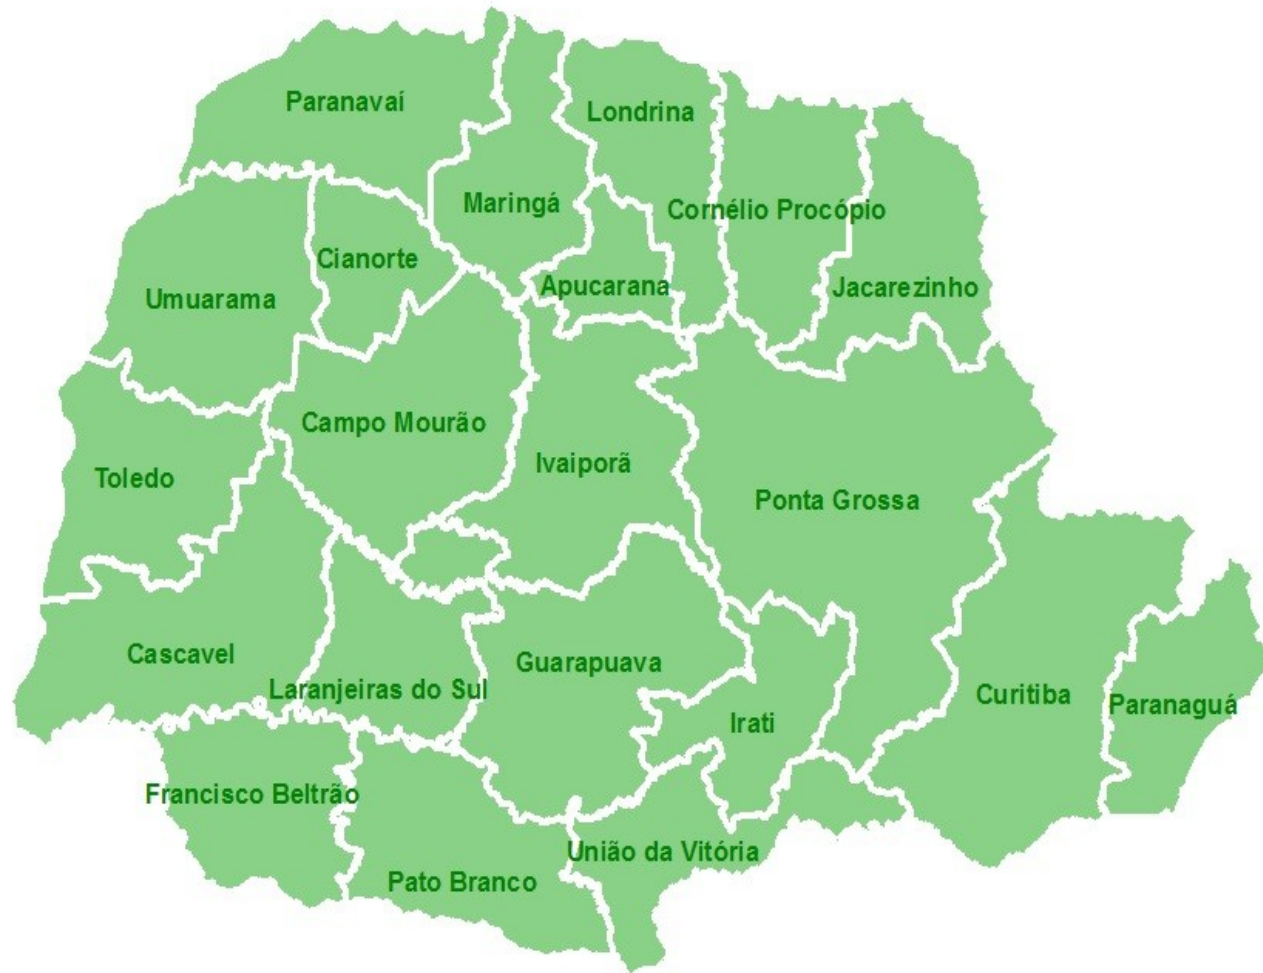 Paranavaí
Londrina
Maringá
Cornélio Procópio
Cianorte
Apucarana
Jacarezinho
Umuarama
Campo Mourão
Ivaiporã
Toledo
Ponta Grossa
Cascavel
Guarapuava
Laranjeiras do Sul
Curitiba
Paranaguá
Irati
Francisco Beltrão
União da Vitória
Pato Branco